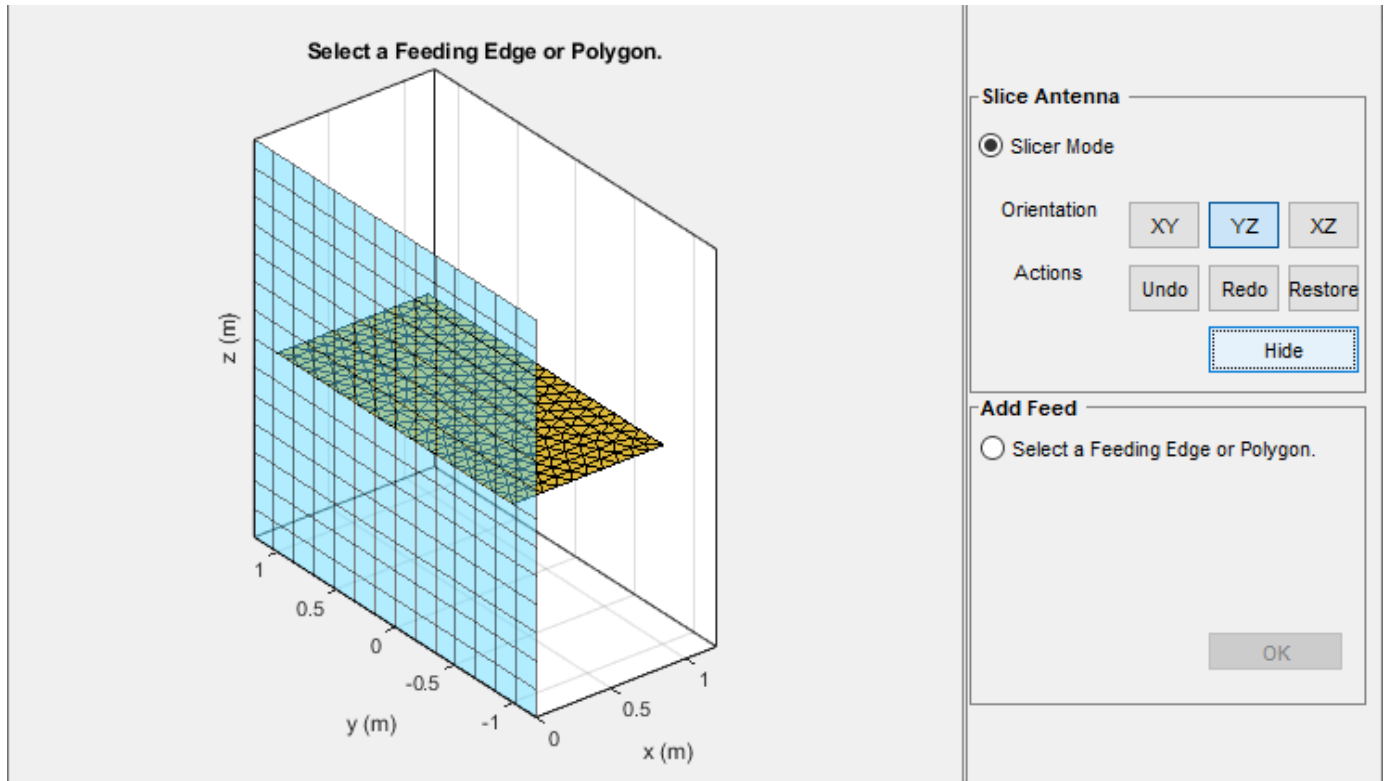 Select a Feeding Edge or Polygon.
z (m)
1
0.5
0
-0.5
-1
y (m)
0
0.5
1
x (m)
Slice Antenna
Slicer Mode
Orientation
XY
YZ
XZ
Actions
Undo
Redo
Restore
Hide
Add Feed
Select a Feeding Edge or Polygon.
OK